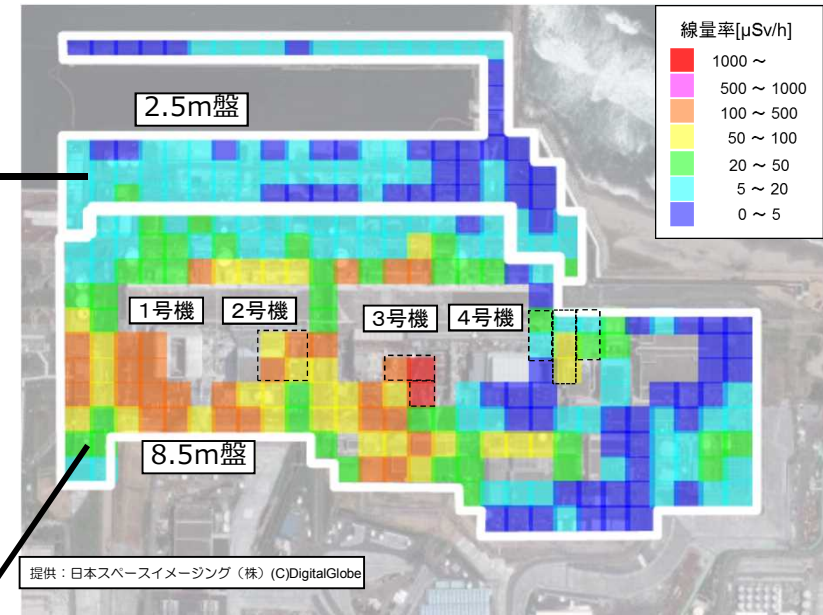 線量率[μSv/h]
1000 ~
500 ~ 1000
100 ~ 500
50 ~ 100
20 ~ 50
5 ~ 20
0 ~ 5
2.5m盤
1号機
2号機
3号機
4号機
8.5m盤
提供：日本スペースイメージング（株）(C)DigitalGlobe